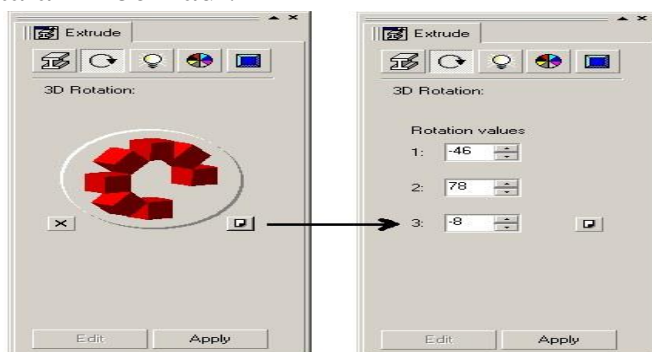 Extrude
3D Rotation:
Edit Apply
Extrude
3D Rotation:
Rotation values
1: -46
2: 78
3: -8
Edit Apply